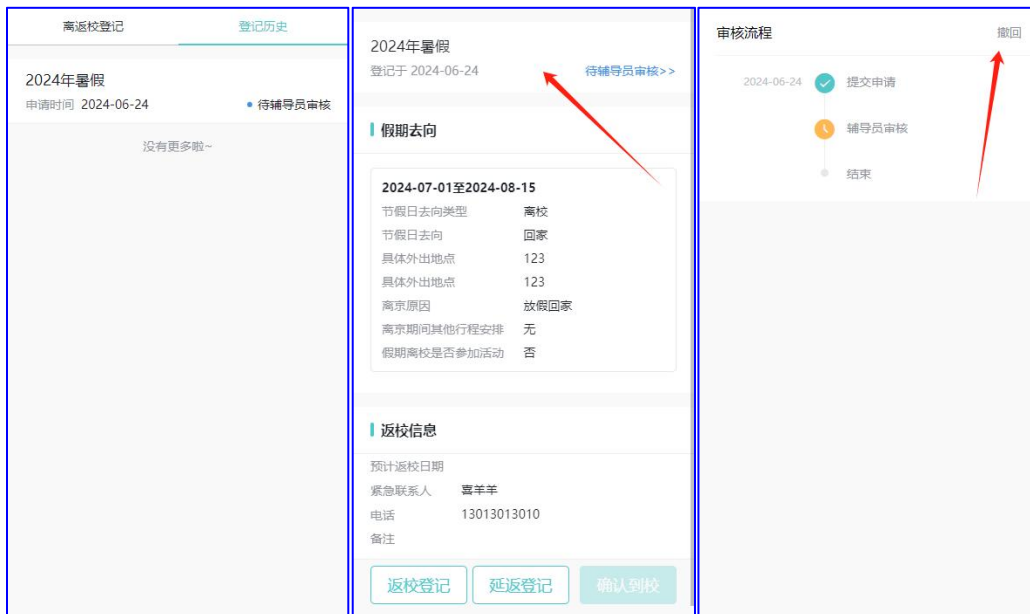 离返校登记 登记历史
2024年暑假
申请时间 2024-06-24 待辅导员审核
没有更多啦~
2024年暑假
登记于 2024-06-24 待辅导员审核>>
假期去向
2024-07-01至2024-08-15
节假日去向类型 离校
节假日去向 回家
具体外出地点 123
具体外出地点 123
离京原因 放假回家
离京期间其他行程安排 无
假期离校是否参加活动 否
返校信息
预计返校日期
紧急联系人 喜羊羊
电话 13013013010
备注
返校登记 延返登记 确认到校
审核流程 撤回
2024-06-24 提交申请
辅导员审核
结束